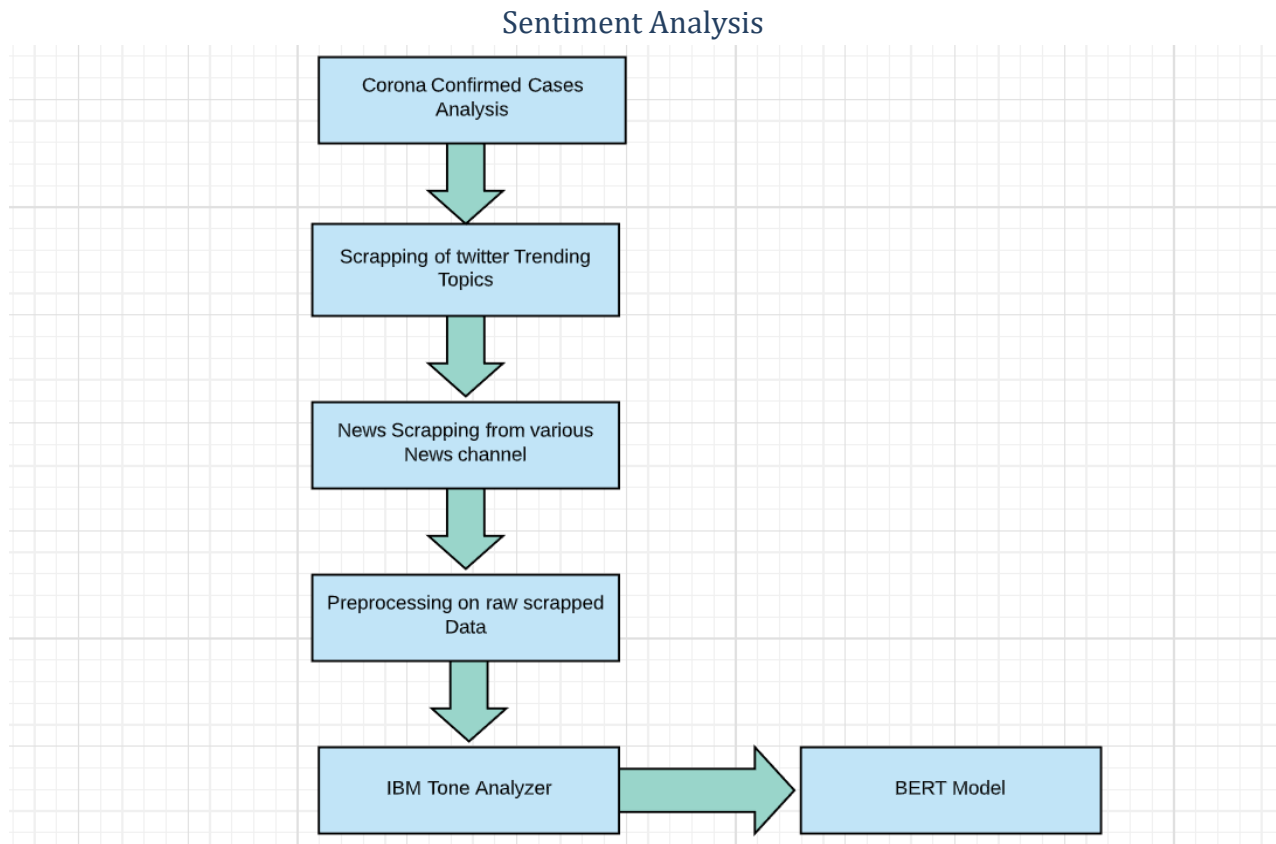 Sentiment Analysis
Corona Confirmed Cases
Analysis
Scrapping of twitter Trending
Topics
News Scrapping from various
News channel
Preprocessing on raw scrapped
Data
IBM Tone Analyzer
BERT Model